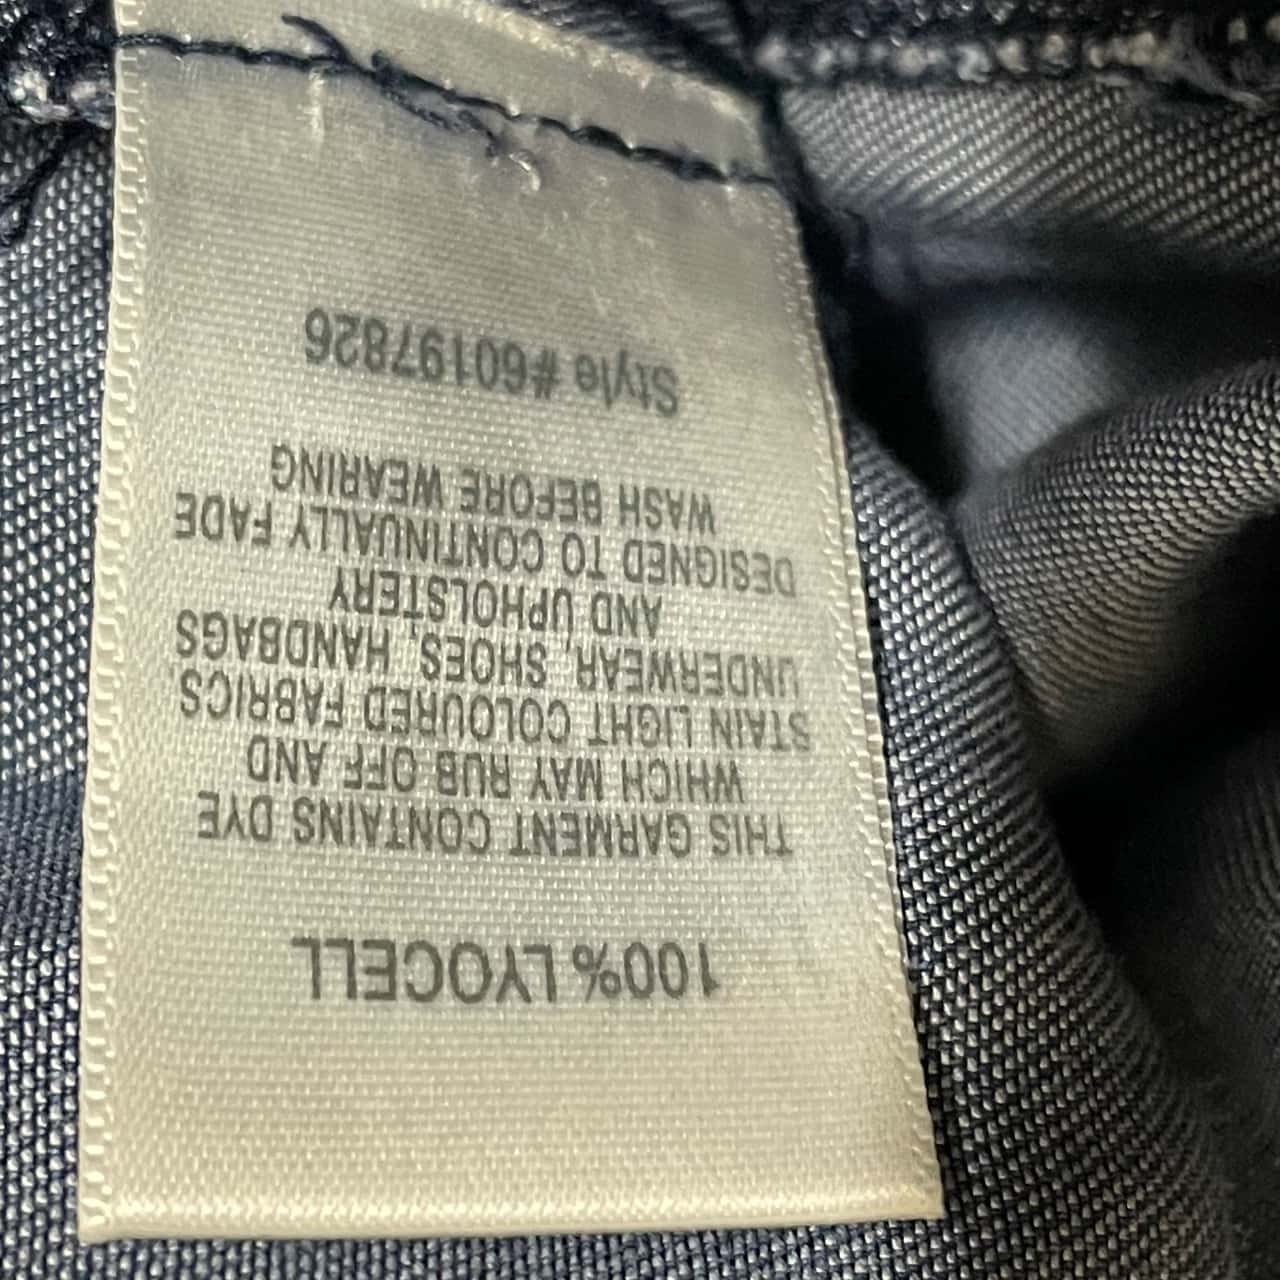 100% LYOCELL
THIS GARMENT CONTAINS DYE
WHICH MAY RUB OFF AND
STAIN LIGHT COLOURED FABRICS
UNDERWEAR, SHOES, HANDBAGS
AND UPHOLSTERY
DESIGNED TO CONTINUALLY FADE
WASH BEFORE WEARING
Style #60197826